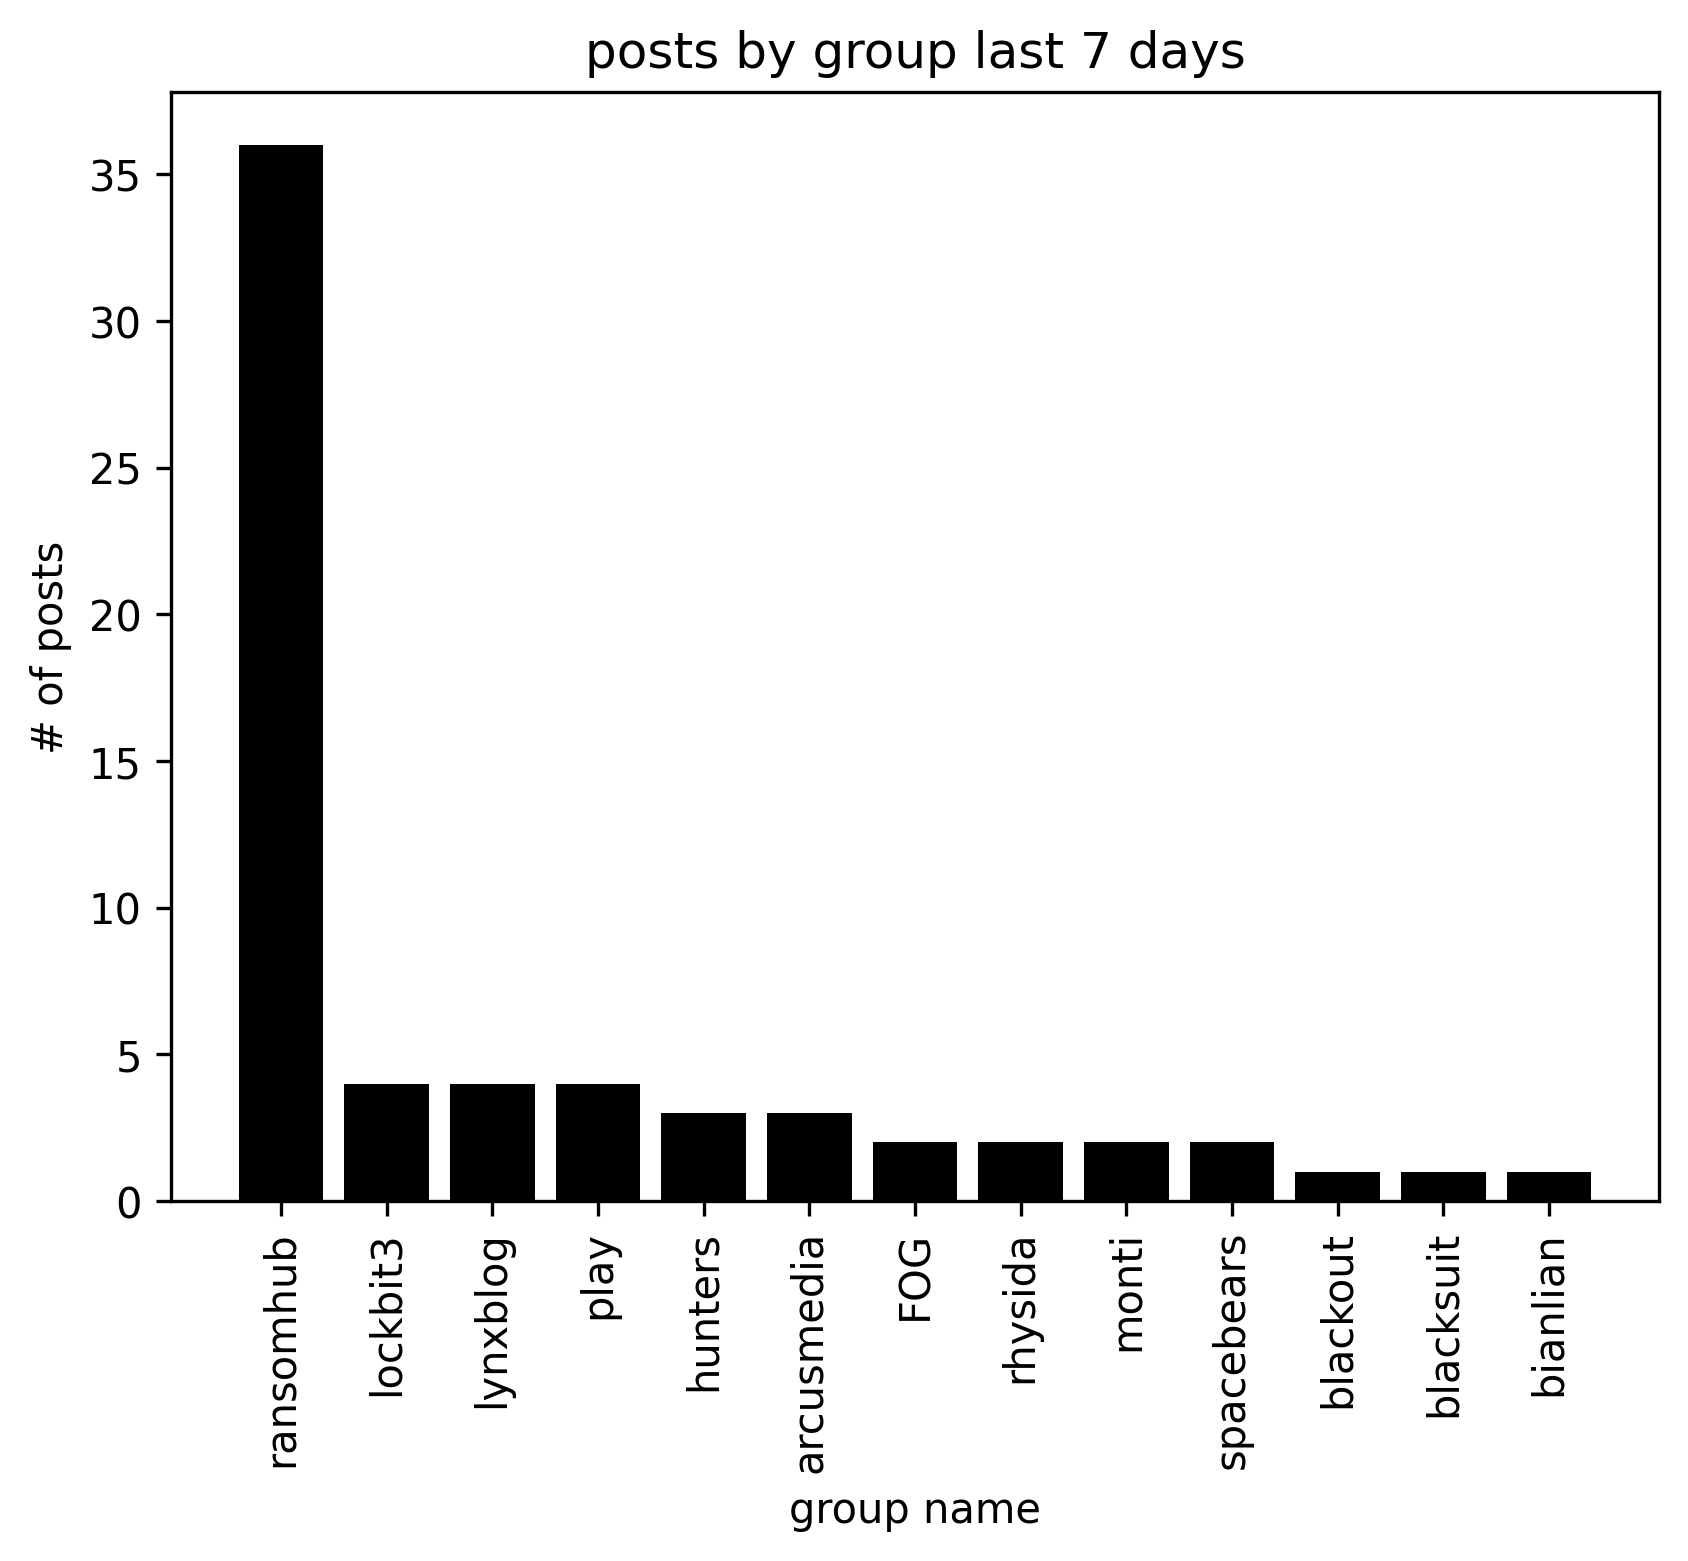 posts by group last 7 days
# of posts
35
30
25
20
15
10
5
0
ransomhub
lockbit3
lynxblog
play
hunters
arcusmedia
FOG
rhysida
monti
spacebears
blackout
blacksuit
bianlian
group name